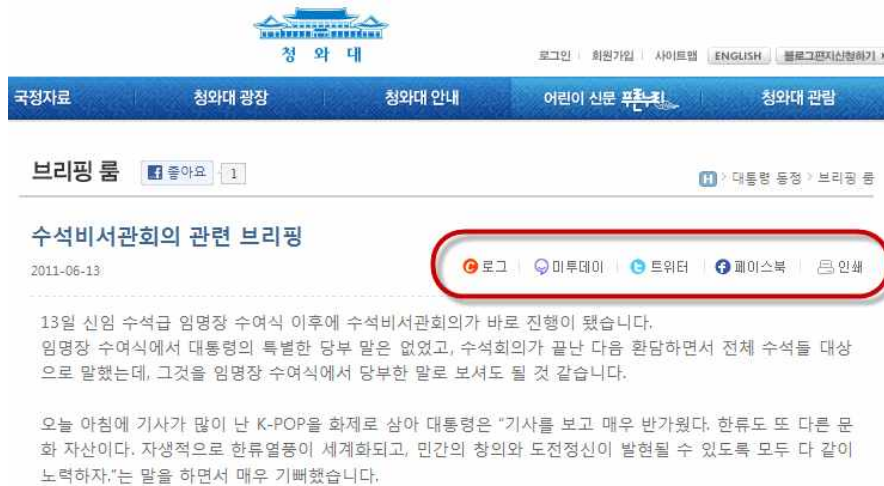 청 와 대
로그인 회원가입 사이트맵 ENGLISH 블로그편지신청하기
국정자료 청와대 광장 청와대 안내 어린이 신문 푸른누리 청와대 관람
브리핑 룸 좋아요 1
H > 대통령 동정 > 브리핑 룸
수석비서관회의 관련 브리핑
2011-06-13
C로그 미투데이 트위터 페이스북 인쇄
13일 신임 수석급 임명장 수여식 이후에 수석비서관회의가 바로 진행이 됐습니다.
임명장 수여식에서 대통령의 특별한 당부 말은 없었고, 수석회의가 끝난 다음 환담하면서 전체 수석들 대상
으로 말했는데, 그것을 임명장 수여식에서 당부한 말로 보셔도 될 것 같습니다.
오늘 아침에 기사가 많이 난 K-POP을 화제로 삼아 대통령은 “기사를 보고 매우 반가웠다. 한류도 또 다른 문
화 자산이다. 자생적으로 한류열풍이 세계화되고, 민간의 창의와 도전정신이 발현될 수 있도록 모두 다 같이
노력하자.”는 말을 하면서 매우 기뻐했습니다.